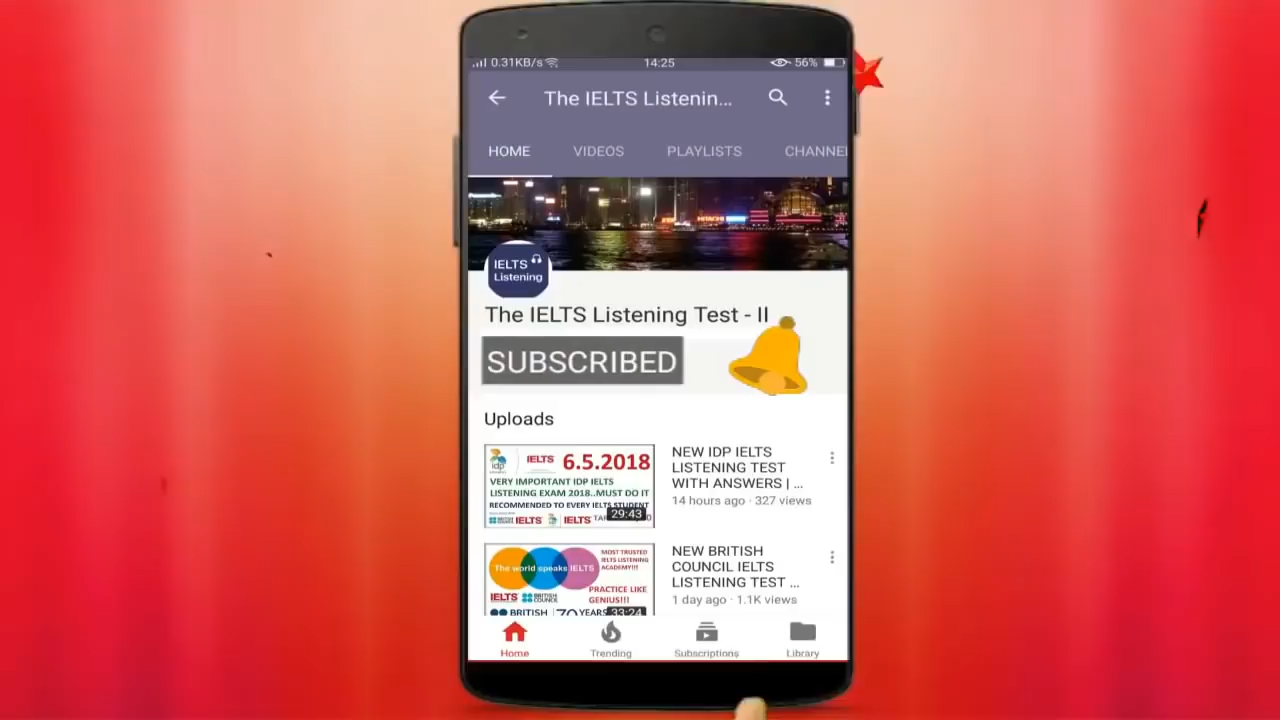 0.31KB/s 14:25 56%
The IELTS Listenin...
HOME VIDEOS PLAYLISTS CHANNEL
HITACHI
IELTS
Listening
The IELTS Listening Test - II
SUBSCRIBED
Uploads
idp IELTS 6.5.2018
VERY IMPORTANT IDP IELTS
LISTENING EXAM 2018..MUST DO IT
RECOMMENDED TO EVERY IELTS STUDENT
IELTS IELTS
29:43
NEW IDP IELTS
LISTENING TEST
WITH ANSWERS | ...
14 hours ago · 327 views
The world speaks IELTS
MOST TRUSTED
IELTS LISTENING
ACADEMY!!!
PRACTICE LIKE
GENIUS!!!
IELTS BRITISH COUNCIL
BRITISH 70 YEARS
33:24
NEW BRITISH
COUNCIL IELTS
LISTENING TEST ...
1 day ago · 1.1K views
Home Trending Subscriptions Library